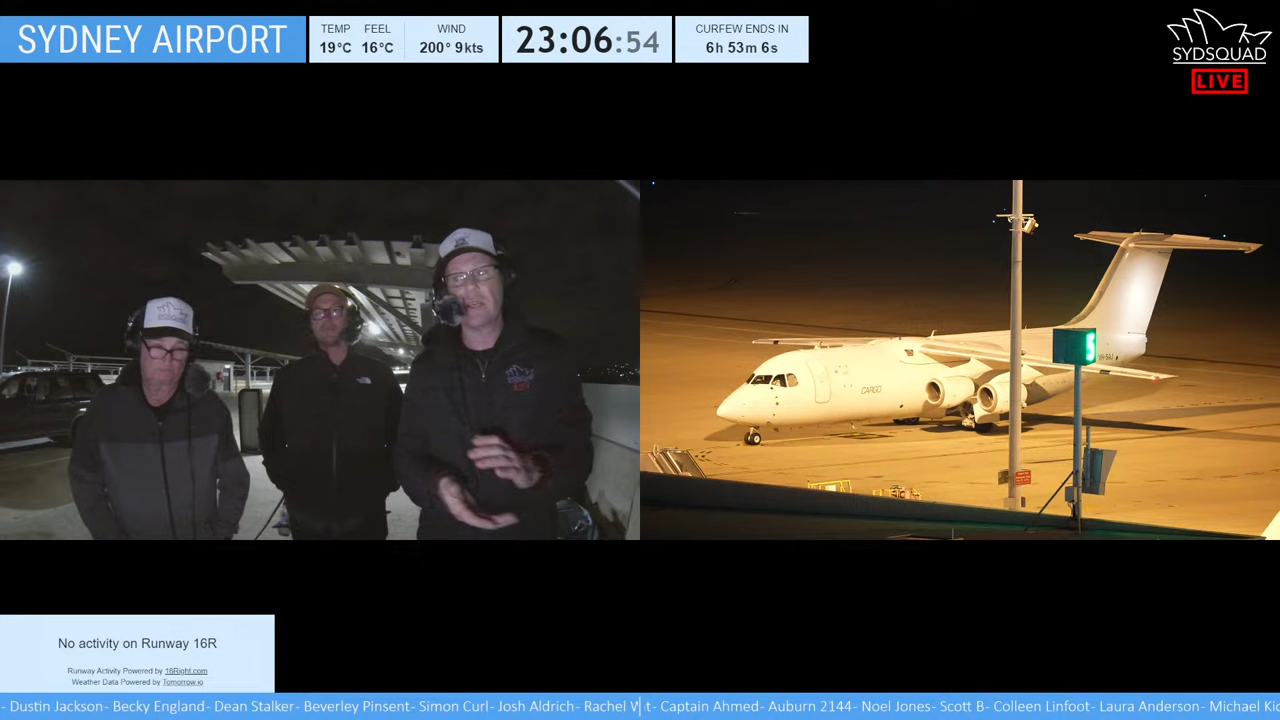 SYDNEY AIRPORT
TEMP FEEL WIND
19°C 16°C 200° 9kts
23:06:54
CURFEW ENDS IN
6h 53m 6s
SYDSQUAD
LIVE
SYDSQUAD
CARGO
No activity on Runway 16R
Runway Activity Powered by 16Right.com
Weather Data Powered by Tomorrow.io
- Dustin Jackson- Becky England- Dean Stalker- Beverley Pinsent- Simon Curl- Josh Aldrich- Rachel - Captain Ahmed- Auburn 2144- Noel Jones- Scott B- Colleen Linfoot- Laura Anderson- Michael